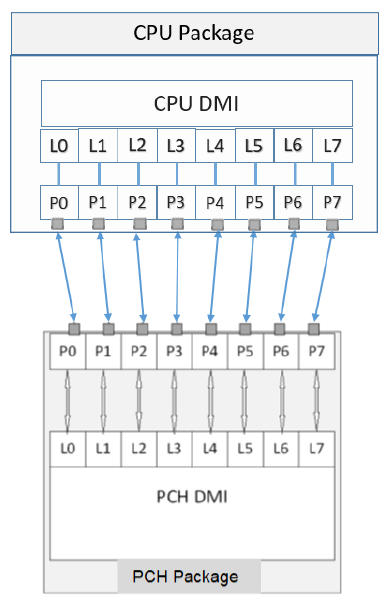 CPU Package
CPU DMI
L0 L1 L2 L3 L4 L5 L6 L7
P0 P1 P2 P3 P4 P5 P6 P7
P0 P1 P2 P3 P4 P5 P6 P7
L0 L1 L2 L3 L4 L5 L6 L7
PCH DMI
PCH Package